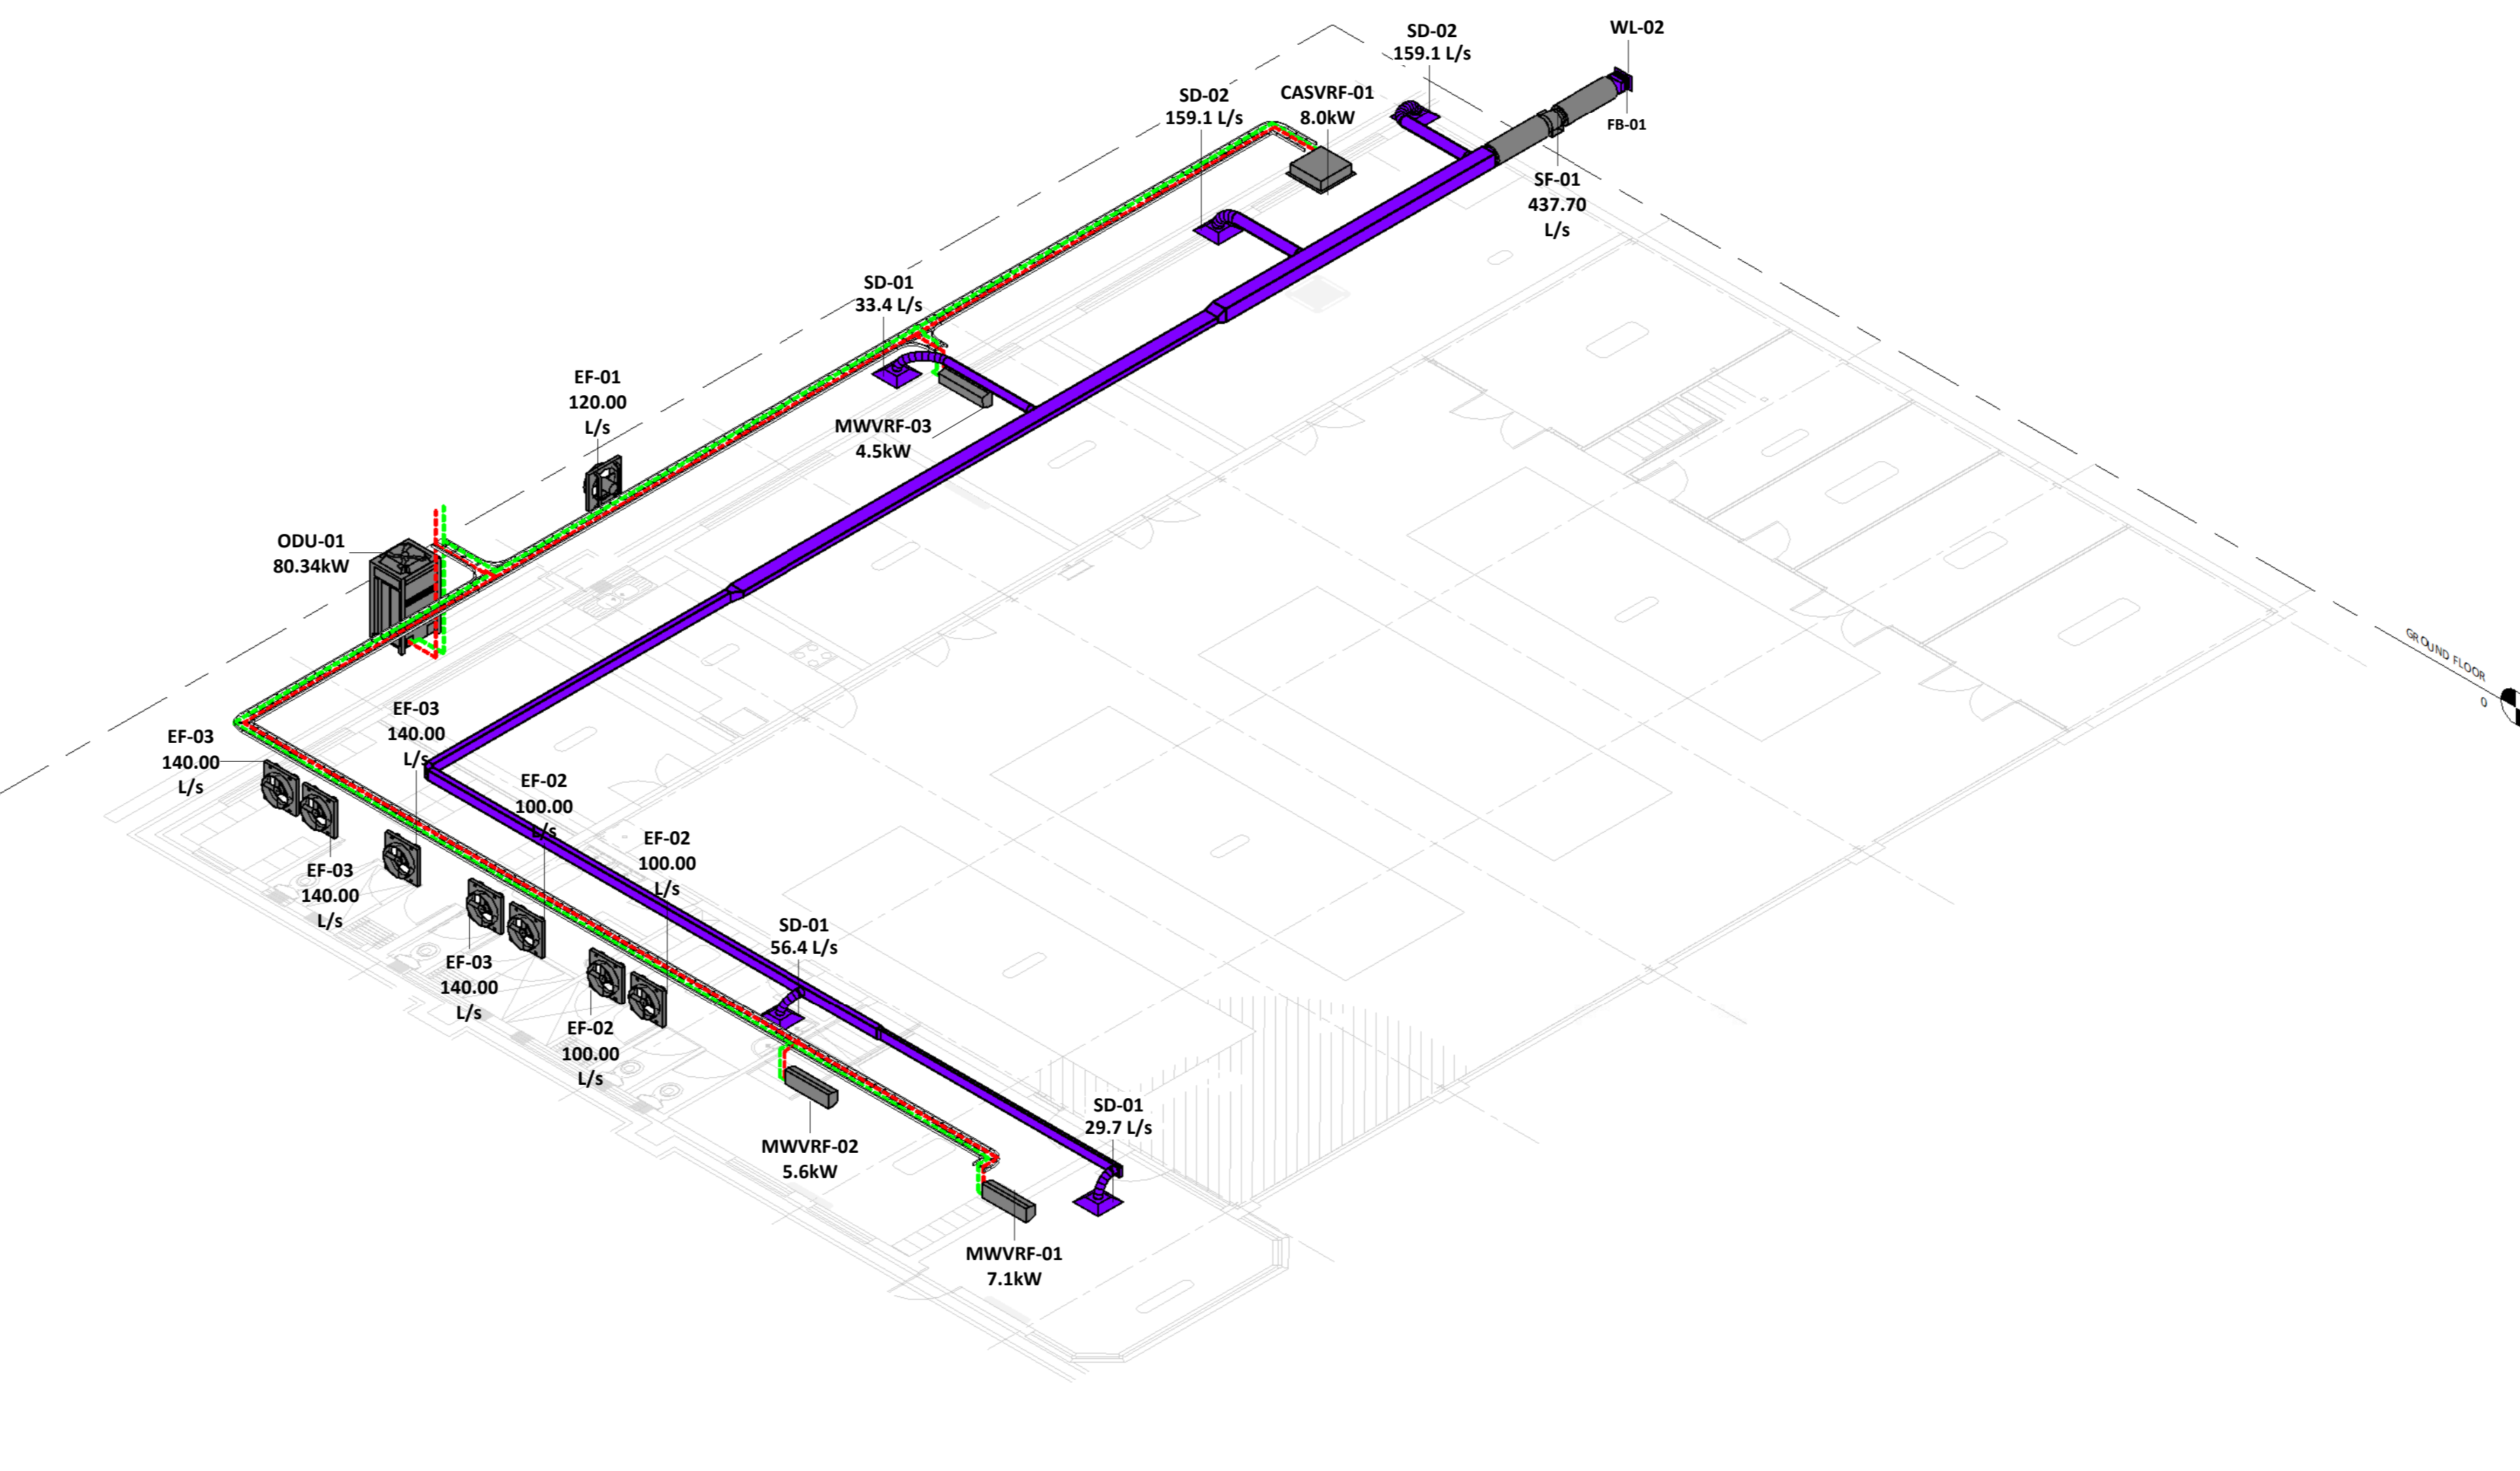 SD-02
159.1 L/s
WL-02
SD-02
159.1 L/s
CASVRF-01
8.0kW
FB-01
SF-01
437.70
L/s
SD-01
33.4 L/s
EF-01
120.00
L/s
MWVRF-03
4.5kW
ODU-01
80.34kW
GROUND FLOOR
0
EF-03
140.00
L/s
EF-03
140.00
L/s
EF-02
100.00
L/s
EF-02
100.00
L/s
EF-03
140.00
L/s
SD-01
56.4 L/s
EF-03
140.00
L/s
EF-02
100.00
L/s
SD-01
29.7 L/s
MWVRF-02
5.6kW
MWVRF-01
7.1kW